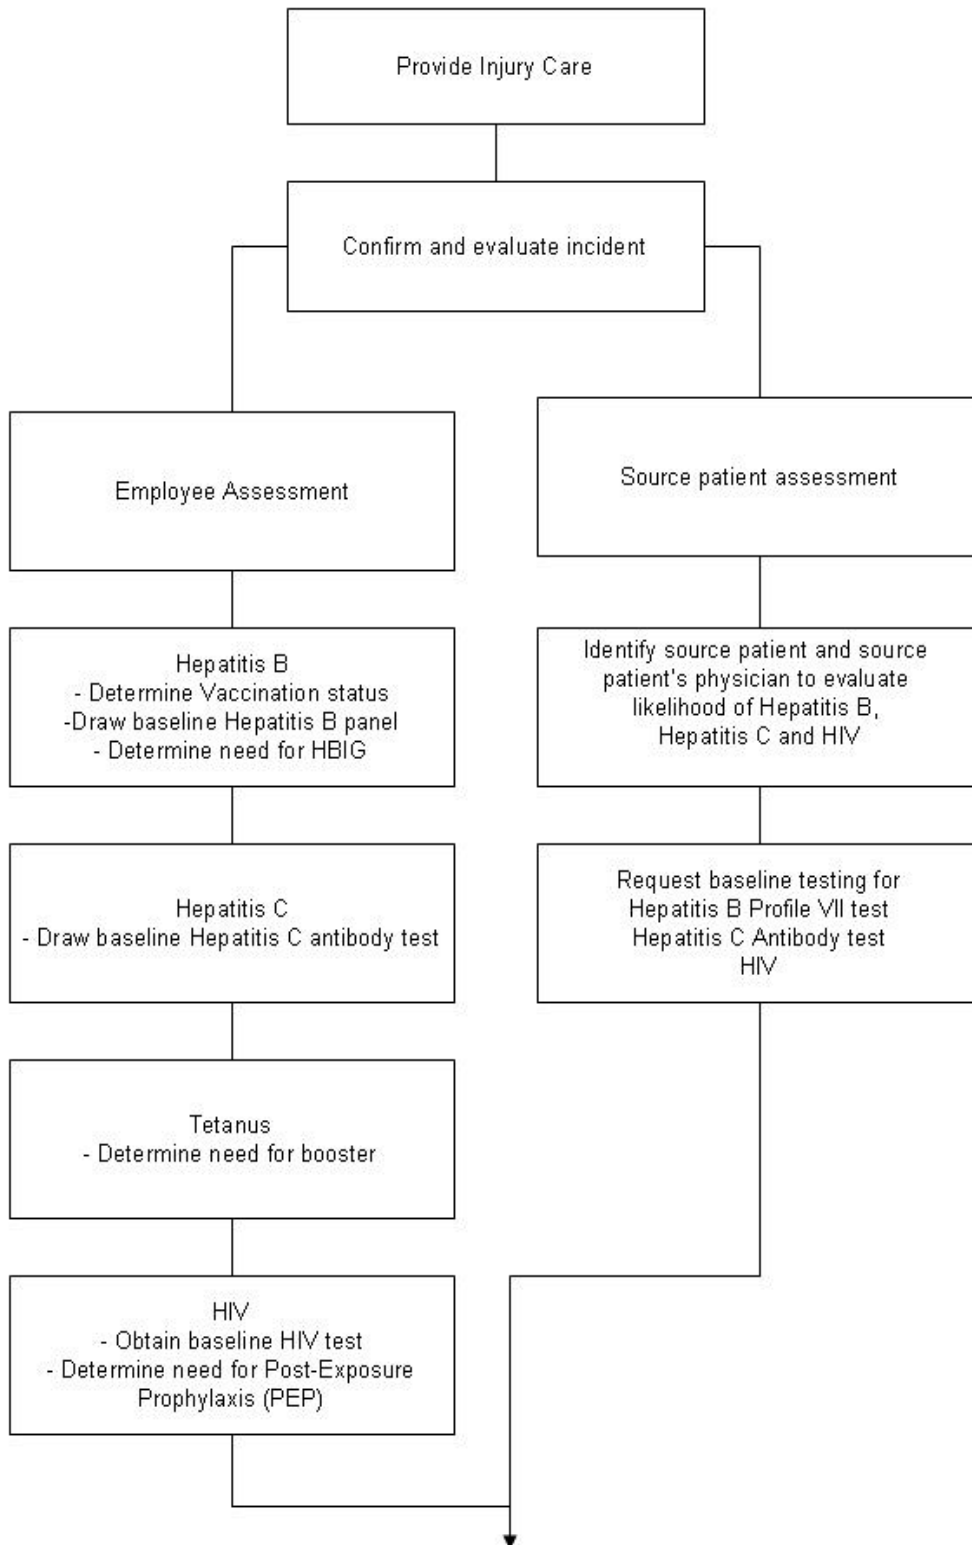 Provide Injury Care
Confirm and evaluate incident
Employee Assessment
Source patient assessment
Hepatitis B
- Determine Vaccination status
-Draw baseline Hepatitis B panel
- Determine need for HBIG
Identify source patient and source
patient's physician to evaluate
likelihood of Hepatitis B,
Hepatitis C and HIV
Hepatitis C
- Draw baseline Hepatitis C antibody test
Request baseline testing for
Hepatitis B Profile VII test
Hepatitis C Antibody test
HIV
Tetanus
- Determine need for booster
HIV
- Obtain baseline HIV test
- Determine need for Post-Exposure
Prophylaxis (PEP)